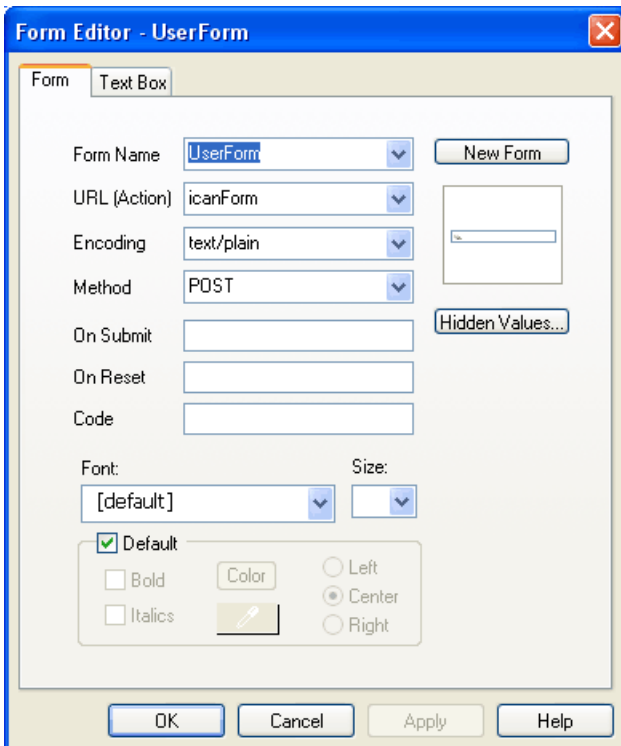 Form Editor - UserForm
Form Text Box
Form Name UserForm New Form
URL (Action) icanForm
Encoding text/plain
Method POST
Hidden Values...
On Submit
On Reset
Code
Font: Size:
[default]
Default
Bold Color Left
Center
Italics Right
OK Cancel Apply Help